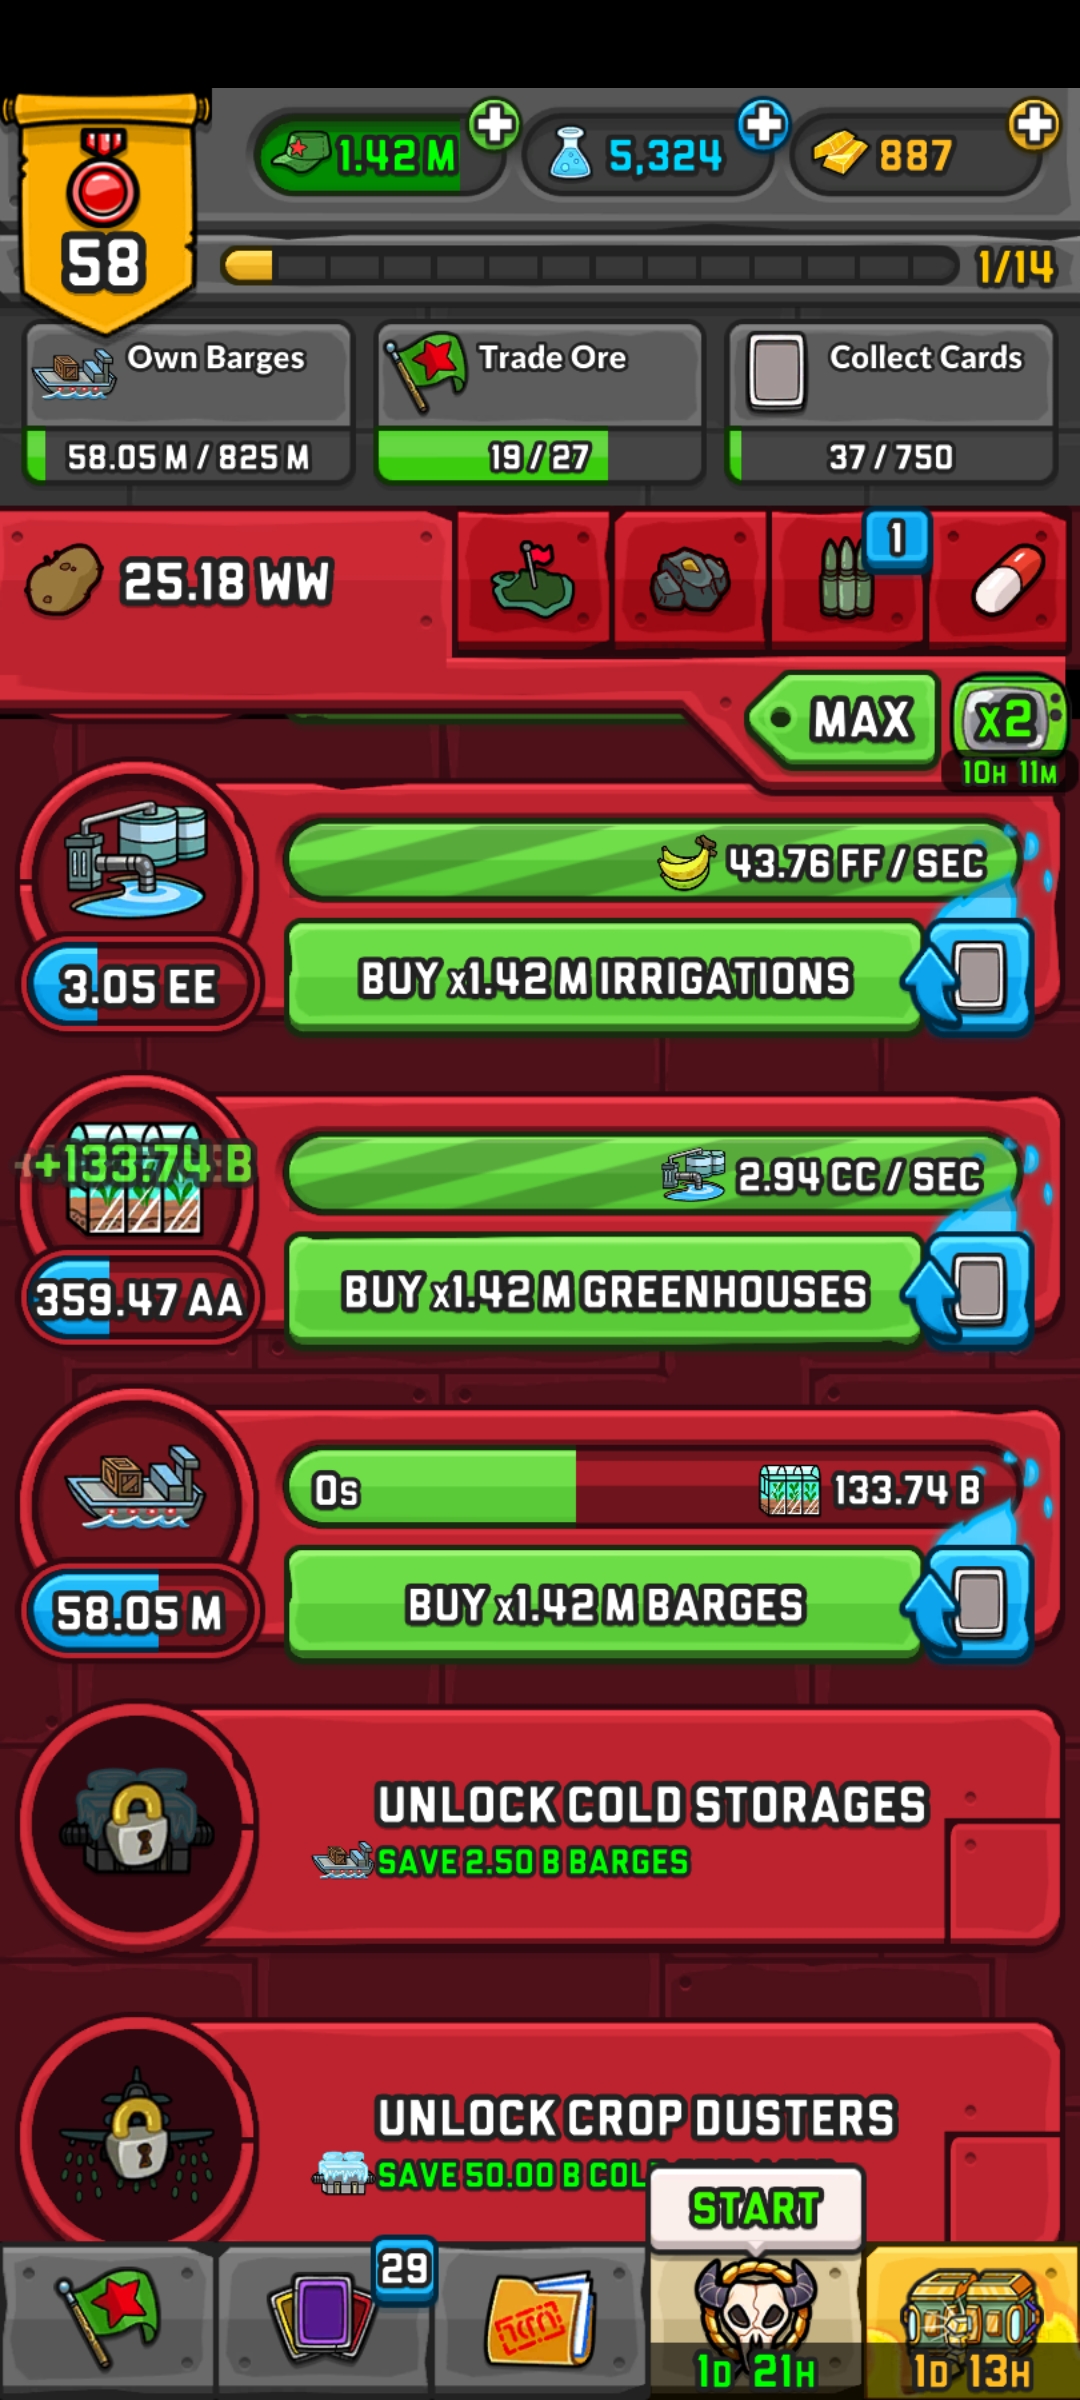 58
1.42 M
5,324
887
1/14
Own Barges
58.05 M / 825 M
Trade Ore
19 / 27
Collect Cards
37 / 750
25.18 WW
1
MAX
x2
10H 11M
43.76 FF / SEC
3.05 EE
BUY x1.42 M IRRIGATIONS
+133.74 B
2.94 CC / SEC
359.47 AA
BUY x1.42 M GREENHOUSES
0s
133.74 B
58.05 M
BUY x1.42 M BARGES
UNLOCK COLD STORAGES
SAVE 2.50 B BARGES
UNLOCK CROP DUSTERS
SAVE 50.00 B COL
START
29
1D 21H
1D 13H